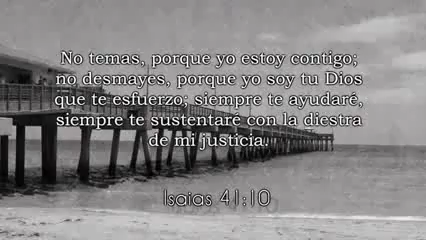 No temas, porque yo estoy contigo;
no desmayes, porque yo soy tu Dios
que te esfuerzo; siempre te ayudaré,
siempre te sustentaré con la diestra
de mi justicia.
Isaias 41:10